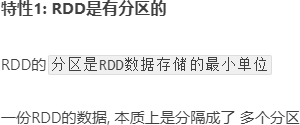 特性1: RDD是有分区的
RDD的 分区是RDD数据存储的最小单位
一份RDD的数据, 本质上是分隔成了 多个分区